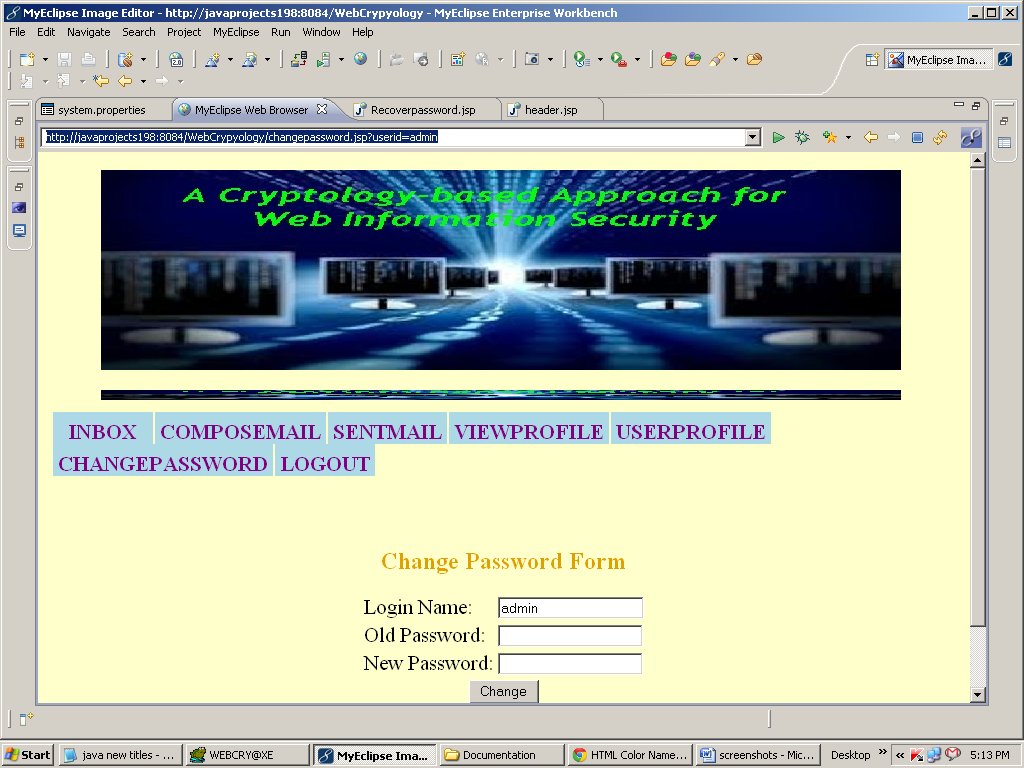 MyEclipse Image Editor - http://javaprojects198:8084/WebCrypyology - MyEclipse Enterprise Workbench
File Edit Navigate Search Project MyEclipse Run Window Help
MyEclipse Ima...
system.properties MyEclipse Web Browser Recoverpassword.jsp header.jsp
http://javaprojects198:8084/WebCrypyology/changepassword.jsp?userid=admin
A Cryptology-based Approach for
Web Information Security
INBOX COMPOSEMAIL SENTMAIL VIEWPROFILE USERPROFILE
CHANGEPASSWORD LOGOUT
Change Password Form
Login Name: admin
Old Password:
New Password:
Change
Start java new titles - ... WEBCRY@XE MyEclipse Ima... Documentation HTML Color Name... screenshots - Mic... Desktop » « 5:13 PM